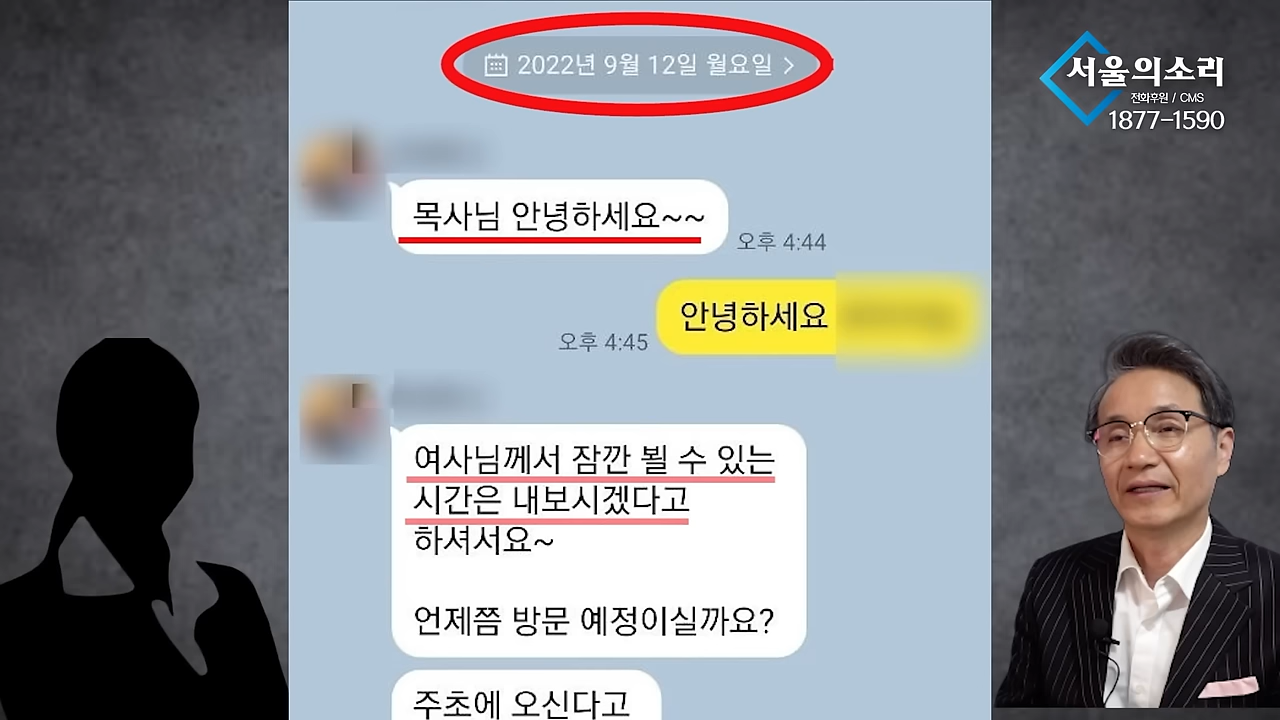 2022년 9월 12일 월요일
서울의소리
전화후원 / CMS
1877-1590
목사님 안녕하세요~~
오후 4:44
안녕하세요
오후 4:45
여사님께서 잠깐 뵐 수 있는
시간은 내보시겠다고
하셔서요~
언제쯤 방문 예정이실까요?
주초에 오신다고